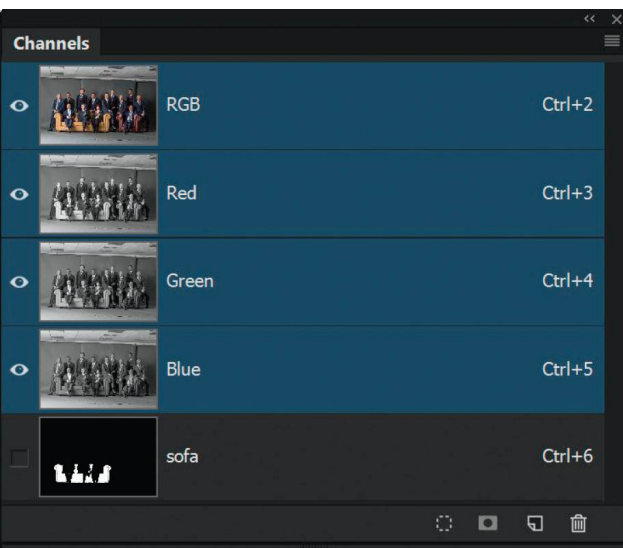 Channels
RGB Ctrl+2
Red Ctrl+3
Green Ctrl+4
Blue Ctrl+5
sofa Ctrl+6